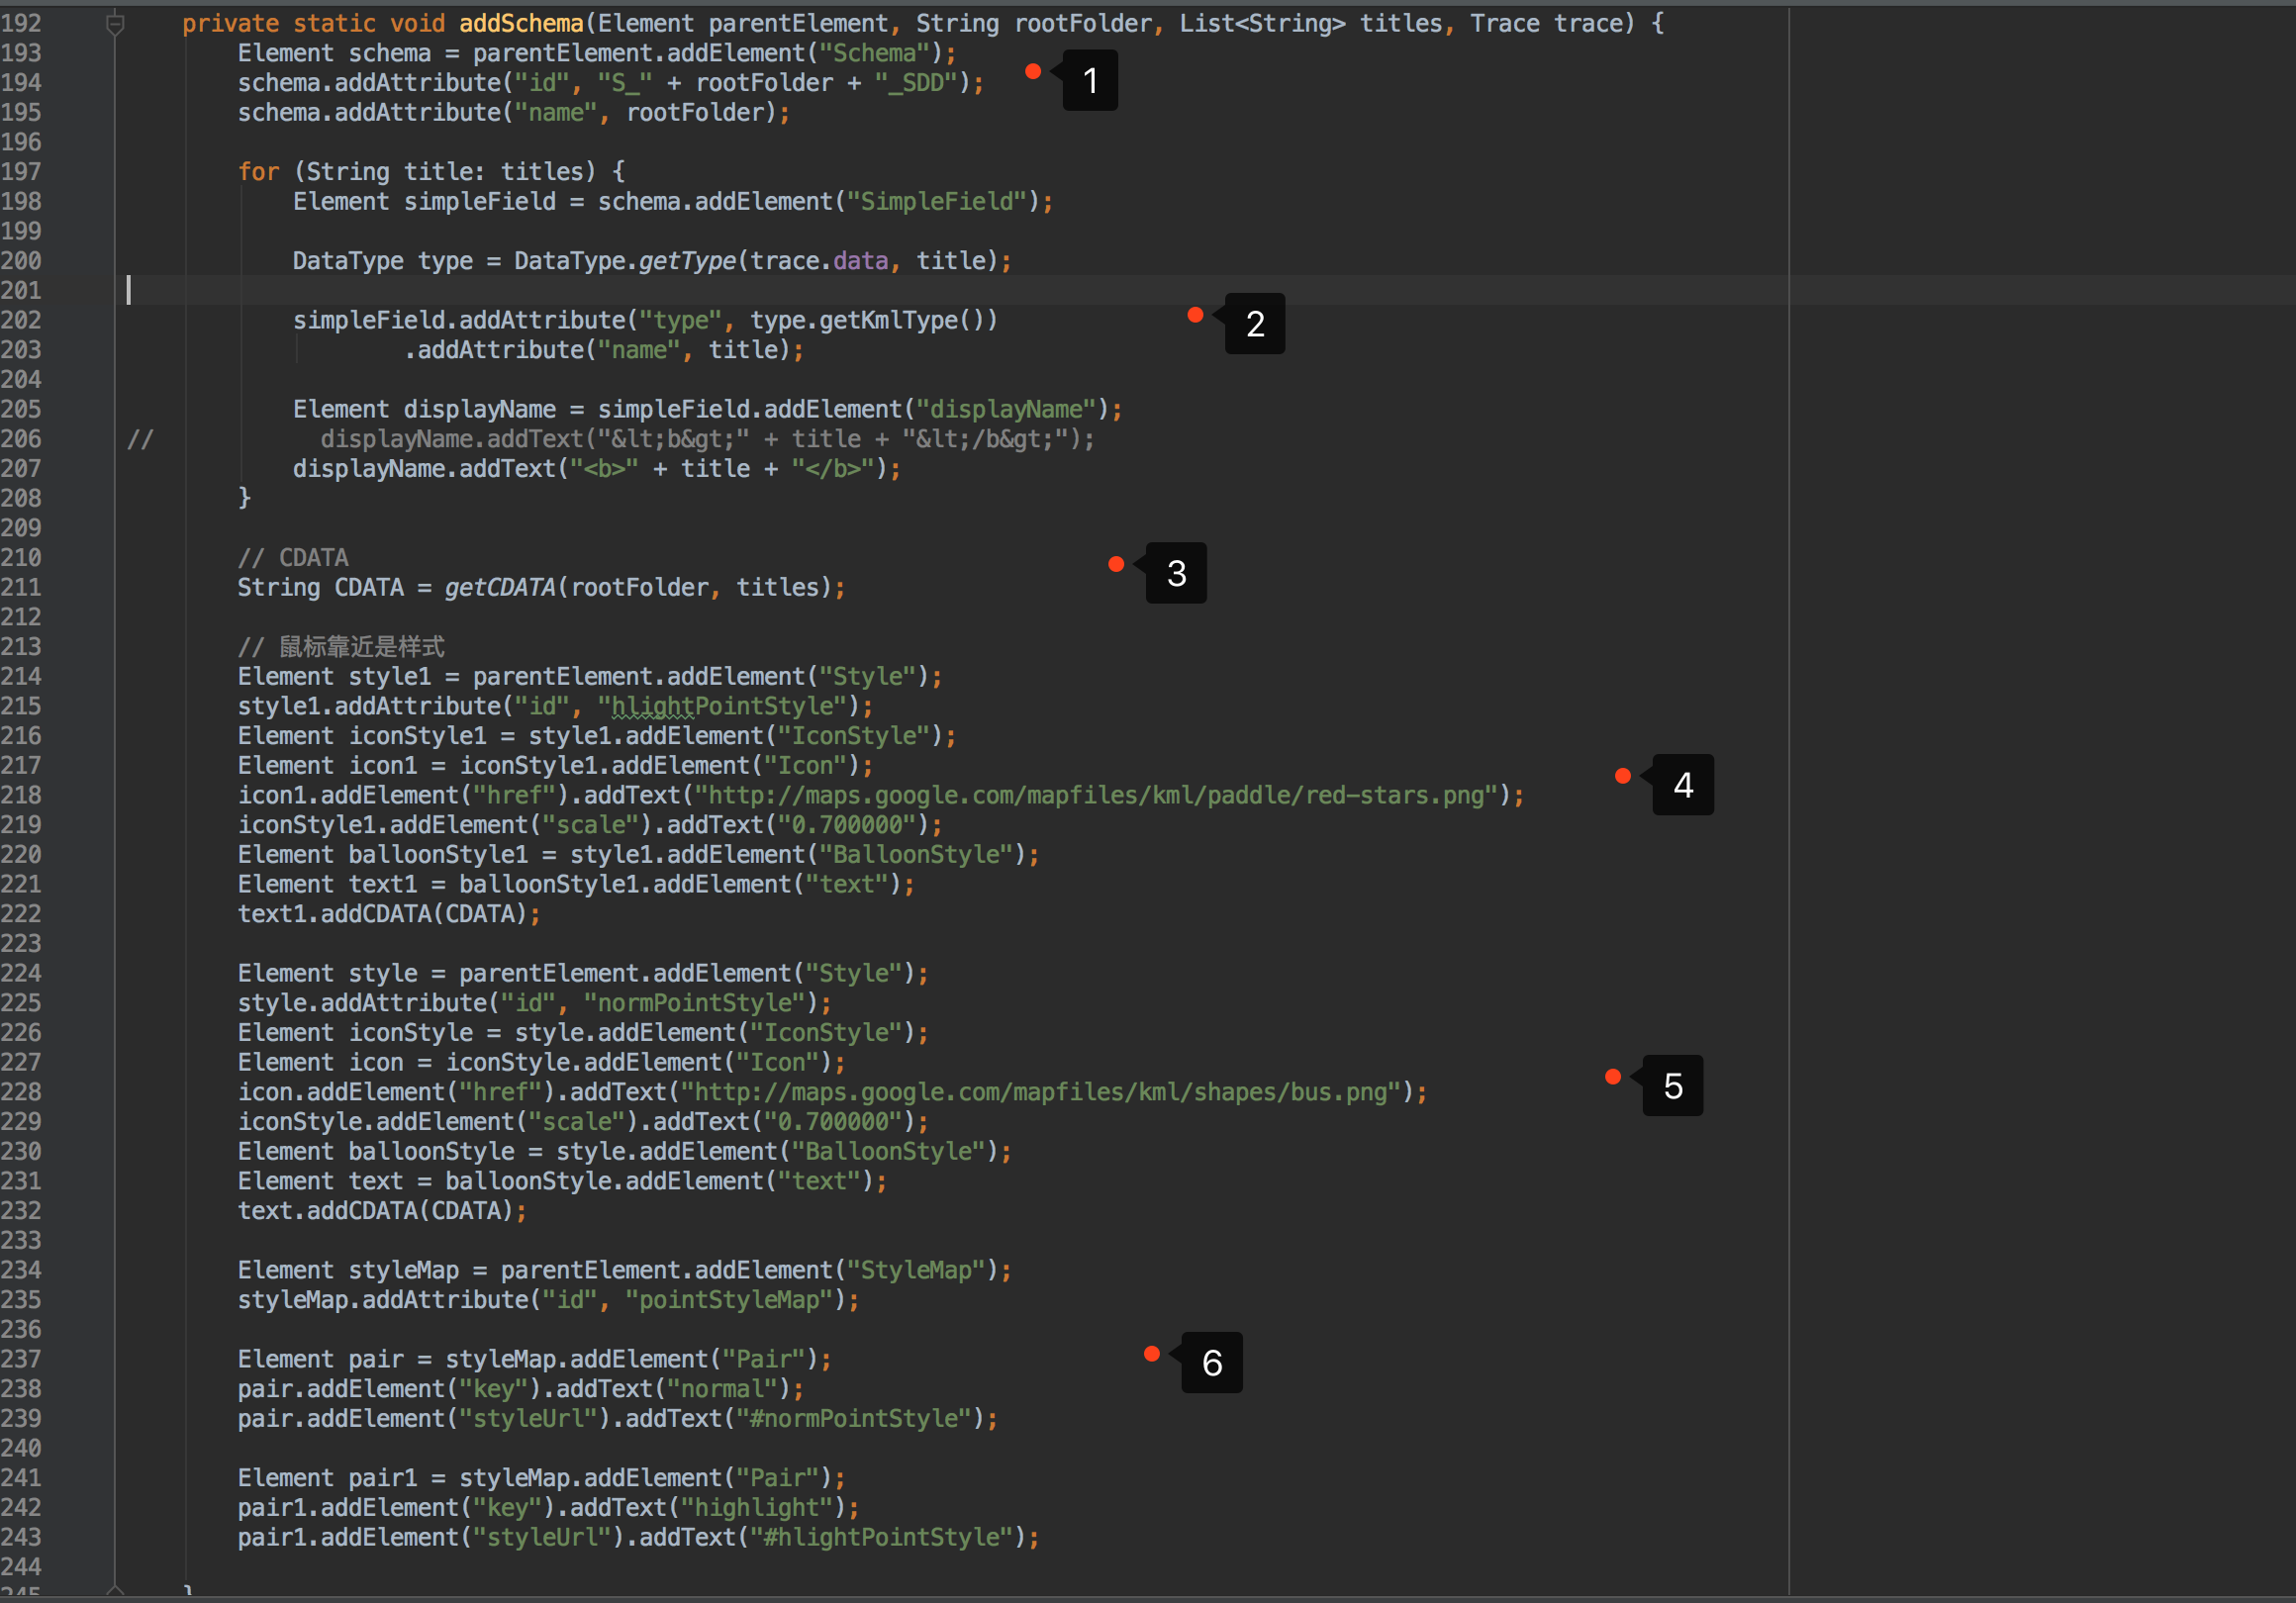 192 private static void addSchema(Element parentElement, String rootFolder, List<String> titles, Trace trace) {
193 Element schema = parentElement.addElement("Schema");
194 schema.addAttribute("id", "S_" + rootFolder + "_SDD"); 1
195 schema.addAttribute("name", rootFolder);
196
197 for (String title: titles) {
198 Element simpleField = schema.addElement("SimpleField");
199
200 DataType type = DataType.getType(trace.data, title);
201
202 simpleField.addAttribute("type", type.getKmlType()) 2
203 .addAttribute("name", title);
204
205 Element displayName = simpleField.addElement("displayName");
206 // displayName.addText("&lt;b&gt;" + title + "&lt;/b&gt;");
207 displayName.addText("<b>" + title + "</b>");
208 }
209
210 // CDATA 3
211 String CDATA = getCDATA(rootFolder, titles);
212
213 // 鼠标靠近是样式
214 Element style1 = parentElement.addElement("Style");
215 style1.addAttribute("id", "hlightPointStyle");
216 Element iconStyle1 = style1.addElement("IconStyle");
217 Element icon1 = iconStyle1.addElement("Icon"); 4
218 icon1.addElement("href").addText("http://maps.google.com/mapfiles/kml/paddle/red-stars.png");
219 iconStyle1.addElement("scale").addText("0.700000");
220 Element balloonStyle1 = style1.addElement("BalloonStyle");
221 Element text1 = balloonStyle1.addElement("text");
222 text1.addCDATA(CDATA);
223
224 Element style = parentElement.addElement("Style");
225 style.addAttribute("id", "normPointStyle");
226 Element iconStyle = style.addElement("IconStyle");
227 Element icon = iconStyle.addElement("Icon"); 5
228 icon.addElement("href").addText("http://maps.google.com/mapfiles/kml/shapes/bus.png");
229 iconStyle.addElement("scale").addText("0.700000");
230 Element balloonStyle = style.addElement("BalloonStyle");
231 Element text = balloonStyle.addElement("text");
232 text.addCDATA(CDATA);
233
234 Element styleMap = parentElement.addElement("StyleMap");
235 styleMap.addAttribute("id", "pointStyleMap");
236
237 Element pair = styleMap.addElement("Pair"); 6
238 pair.addElement("key").addText("normal");
239 pair.addElement("styleUrl").addText("#normPointStyle");
240
241 Element pair1 = styleMap.addElement("Pair");
242 pair1.addElement("key").addText("highlight");
243 pair1.addElement("styleUrl").addText("#hlightPointStyle");
244
245 }